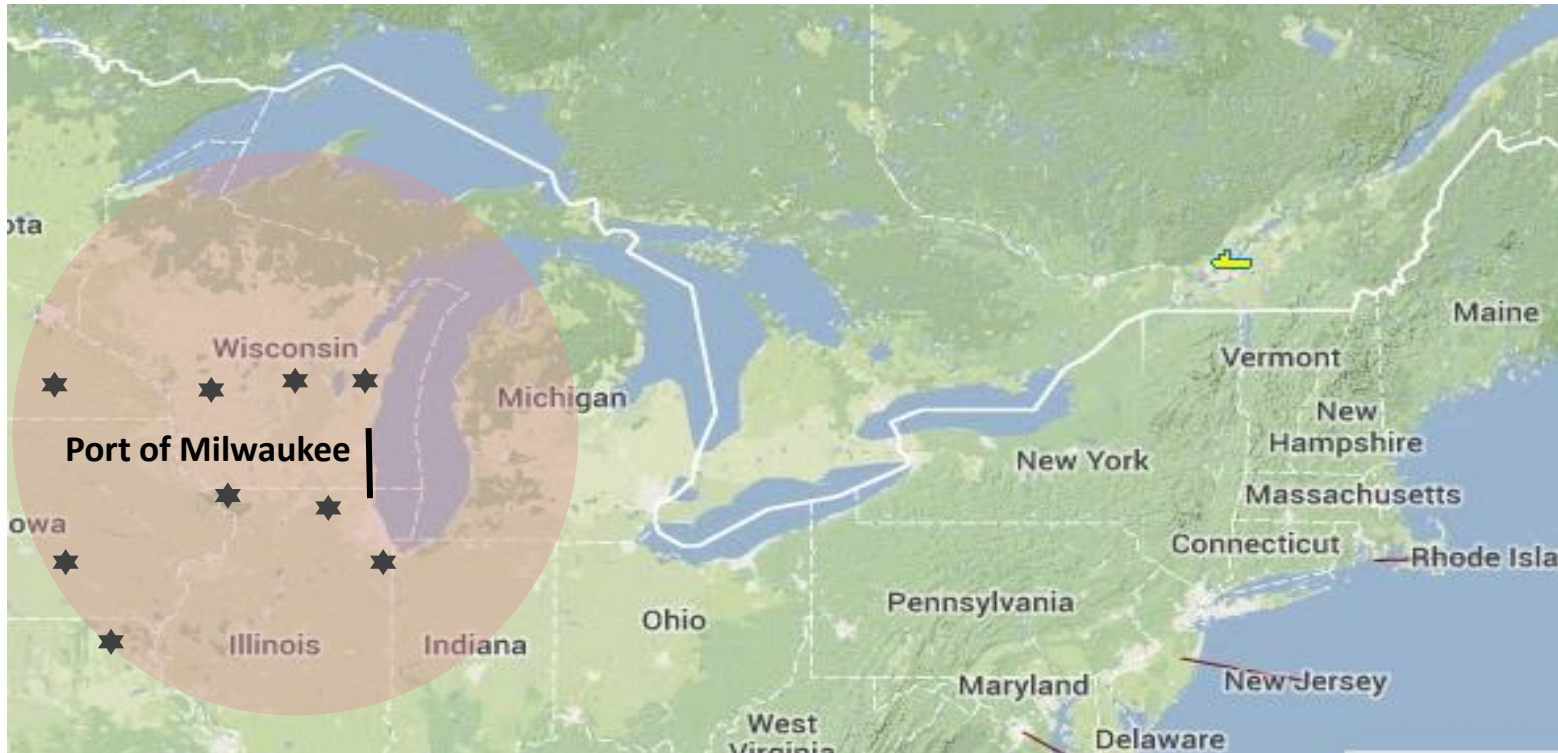 ota
Maine
Wisconsin
Vermont
Michigan
New
Hampshire
Port of Milwaukee
New York
Massachusetts
owa
Connecticut
Rhode Isla
Pennsylvania
Ohio
Illinois
Indiana
Maryland
New Jersey
West
Virginia
Delaware